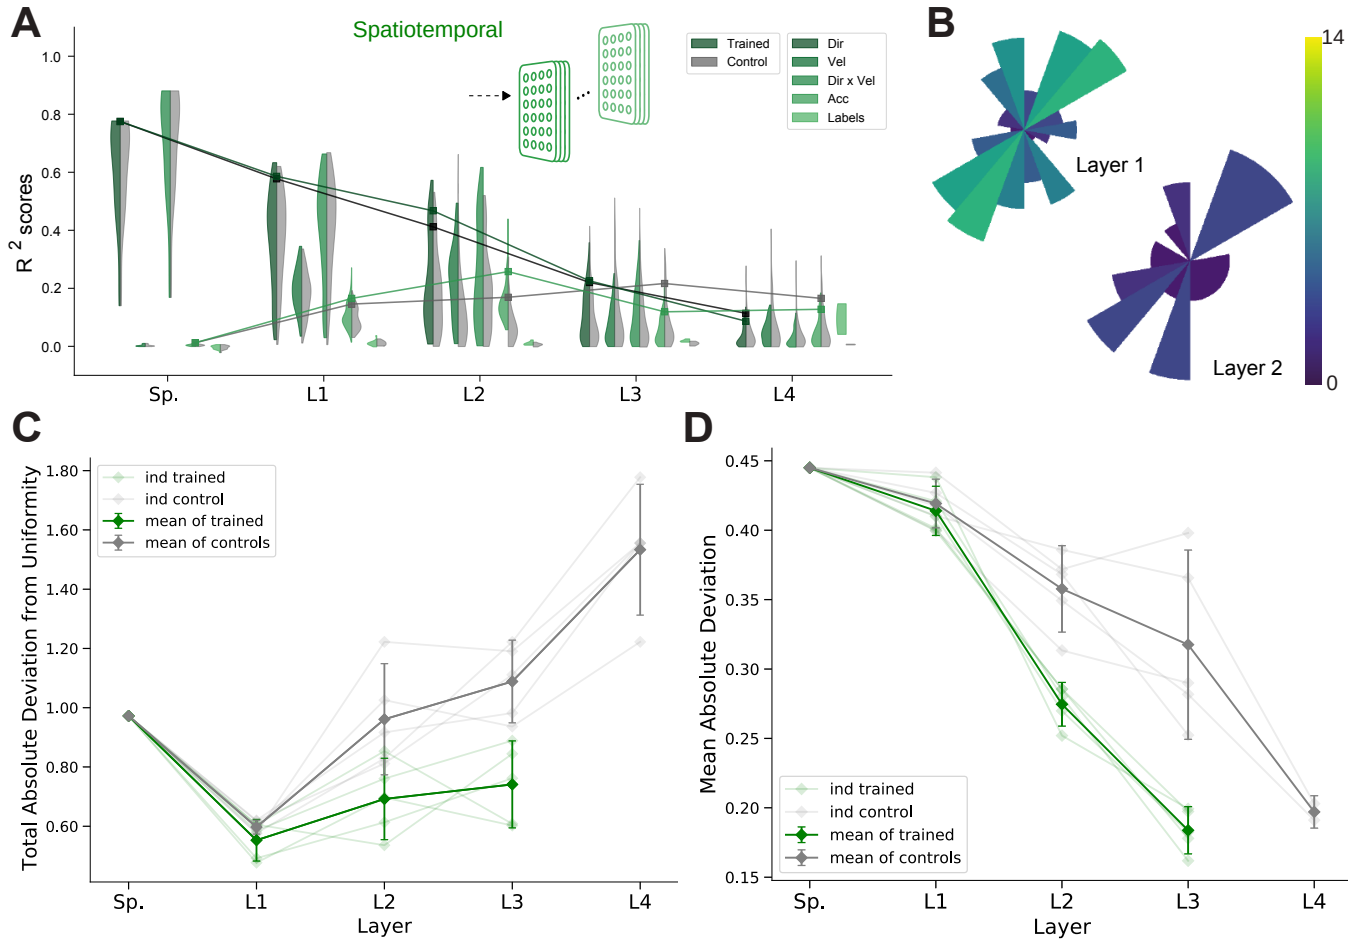 A
Spatiotemporal
Trained
Control
Dir
Vel
Dir x Vel
Acc
Labels
R² scores
1.0
0.8
0.6
0.4
0.2
0.0
Sp. L1 L2 L3 L4
B
Layer 1
Layer 2
14
0
C
Total Absolute Deviation from Uniformity
1.80
1.60
1.40
1.20
1.00
0.80
0.60
ind trained
ind control
mean of trained
mean of controls
Sp. L1 L2 L3 L4
Layer
D
Mean Absolute Deviation
0.45
0.40
0.35
0.30
0.25
0.20
0.15
ind trained
ind control
mean of trained
mean of controls
Sp. L1 L2 L3 L4
Layer